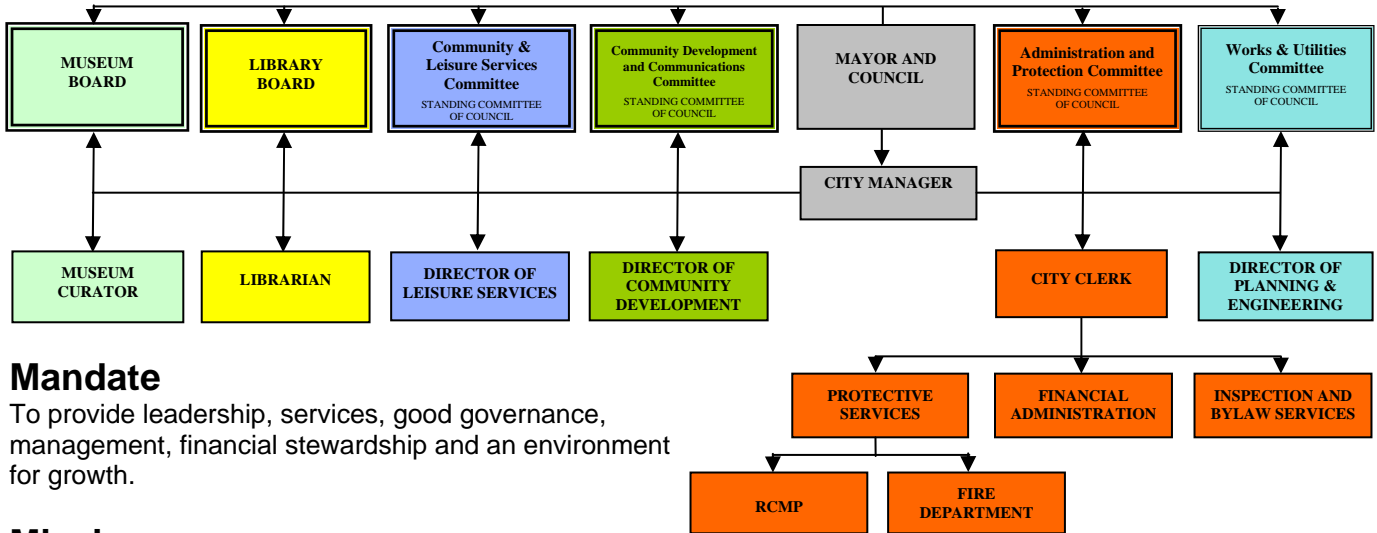 MUSEUM
BOARD
LIBRARY
BOARD
Community &
Leisure Services
Committee
STANDING COMMITTEE
OF COUNCIL
Community Development
and Communications
Committee
STANDING COMMITTEE
OF COUNCIL
MAYOR AND
COUNCIL
Administration and
Protection Committee
STANDING COMMITTEE
OF COUNCIL
Works & Utilities
Committee
STANDING COMMITTEE
OF COUNCIL
CITY MANAGER
MUSEUM
CURATOR
LIBRARIAN
DIRECTOR OF
LEISURE SERVICES
DIRECTOR OF
COMMUNITY
DEVELOPMENT
CITY CLERK
DIRECTOR OF
PLANNING &
ENGINEERING
PROTECTIVE
SERVICES
FINANCIAL
ADMINISTRATION
INSPECTION AND
BYLAW SERVICES
RCMP
FIRE
DEPARTMENT
Mandate
To provide leadership, services, good governance,
management, financial stewardship and an environment
for growth.